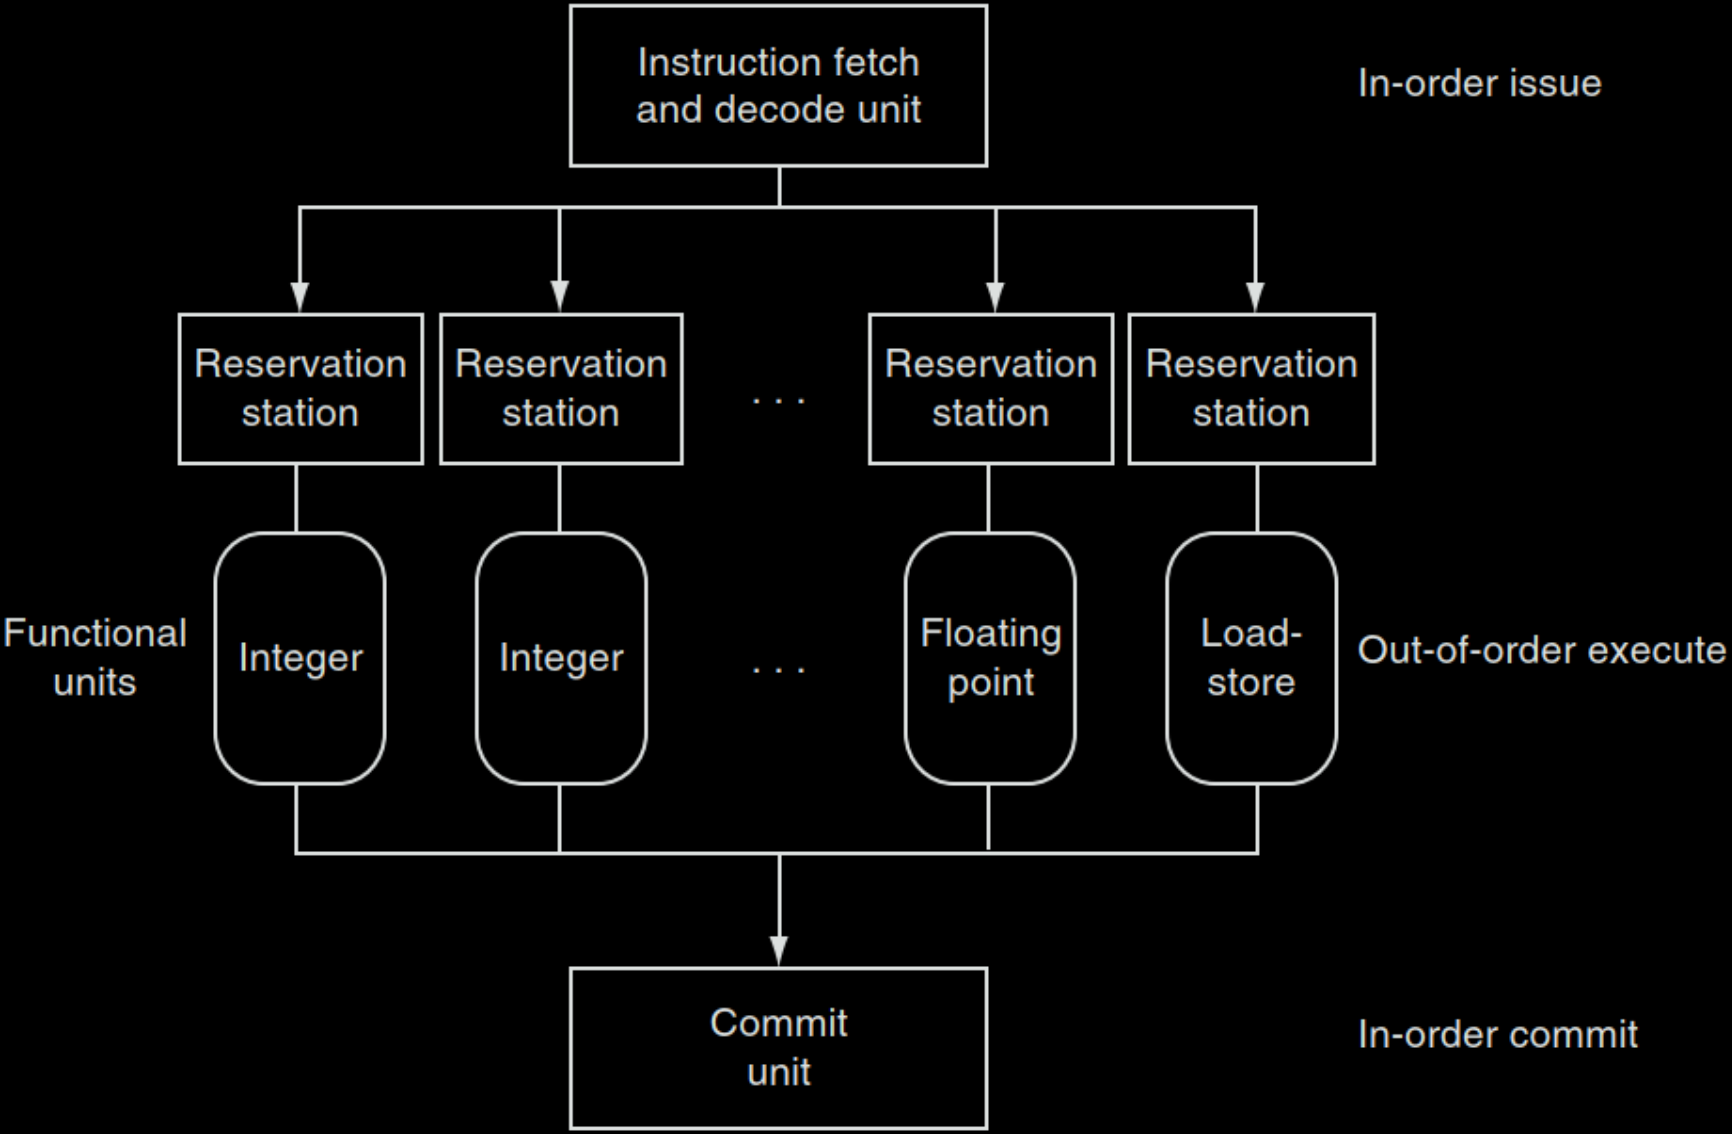 Instruction fetch
and decode unit
In-order issue
Reservation
station
Reservation
station
. . .
Reservation
station
Reservation
station
Functional
units
Integer
Integer
. . .
Floating
point
Load-
store
Out-of-order execute
Commit
unit
In-order commit